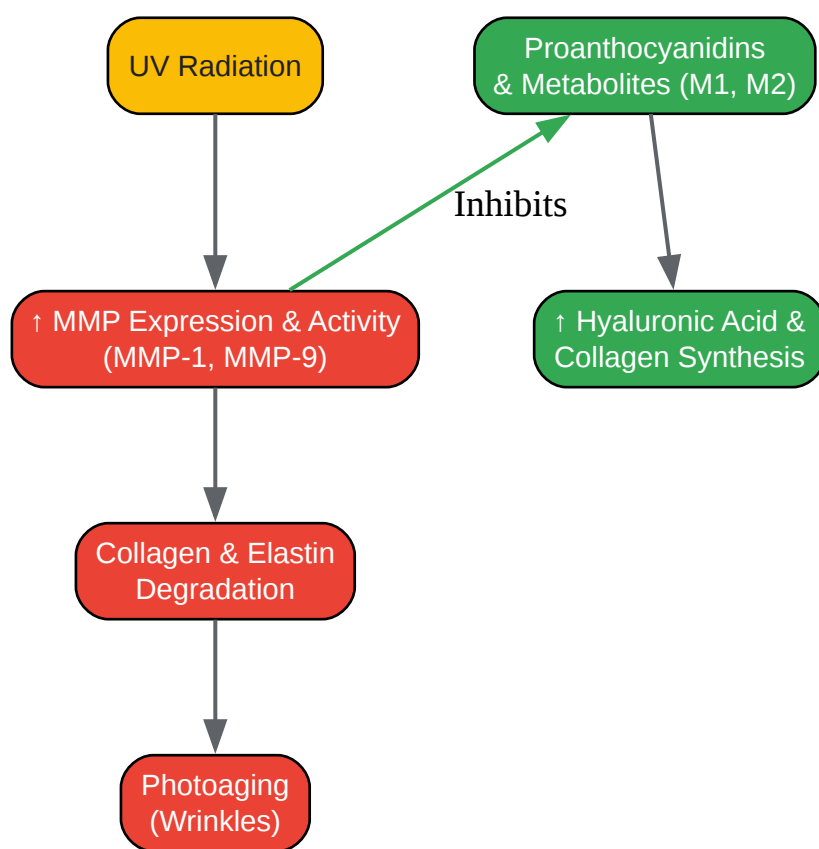 UV Radiation
Proanthocyanidins
& Metabolites (M1, M2)
Inhibits
↑ MMP Expression & Activity
(MMP-1, MMP-9)
↑ Hyaluronic Acid &
Collagen Synthesis
Collagen & Elastin
Degradation
Photoaging
(Wrinkles)